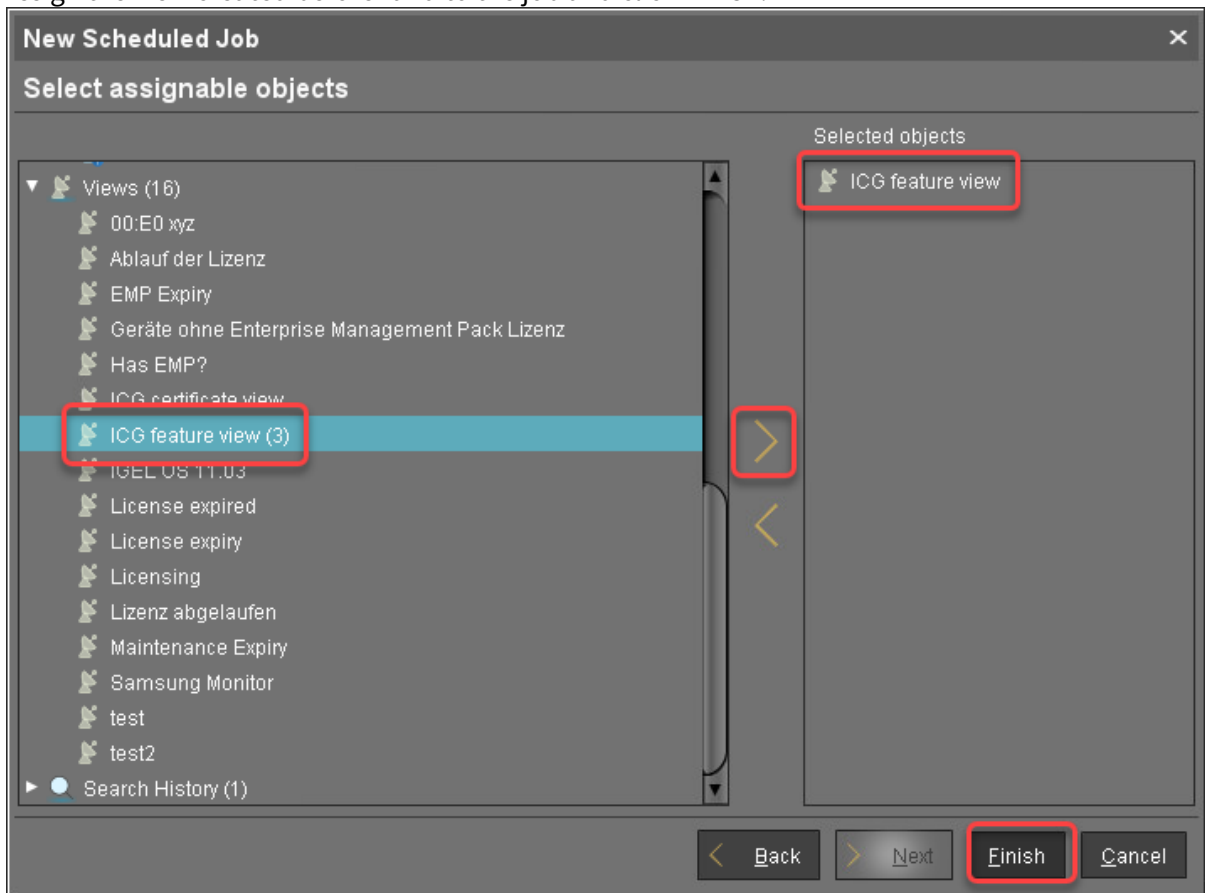 New Scheduled Job
Select assignable objects
Selected objects
Views (16)
00:E0 xyz
Ablauf der Lizenz
EMP Expiry
Geräte ohne Enterprise Management Pack Lizenz
Has EMP?
ICG certificate view
ICG feature view (3)
IGEL OS 11.03
License expired
License expiry
Licensing
Lizenz abgelaufen
Maintenance Expiry
Samsung Monitor
test
test2
Search History (1)
ICG feature view
Back Next Finish Cancel